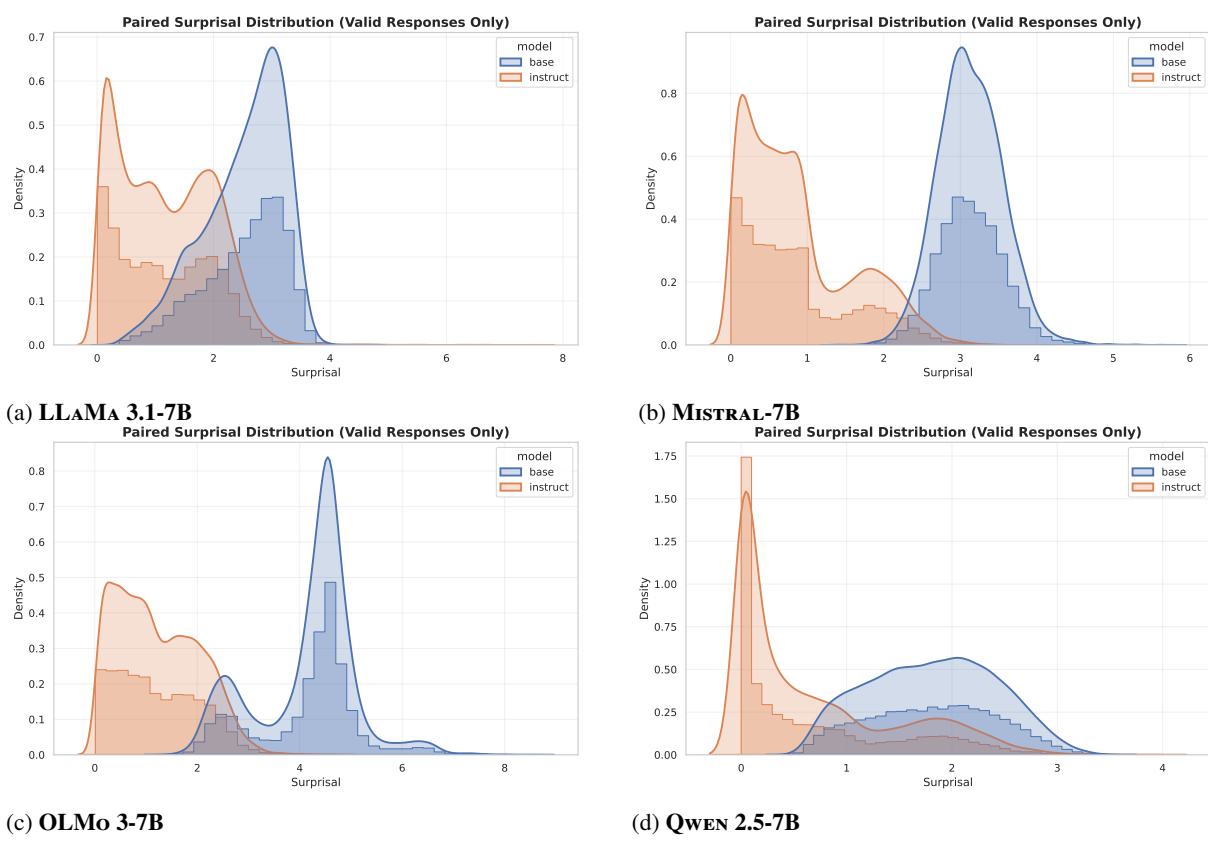 Paired Surprisal Distribution (Valid Responses Only)
0.7
0.6
0.5
0.4
0.3
0.2
0.1
0.0
Density
model
base
instruct
0
2
4
6
8
Surprisal
(a) LLaMa 3.1-7B
Paired Surprisal Distribution (Valid Responses Only)
0.8
0.6
0.4
0.2
0.0
Density
model
base
instruct
0
1
2
3
4
5
6
Surprisal
(b) Mistral-7B
Paired Surprisal Distribution (Valid Responses Only)
0.8
0.7
0.6
0.5
0.4
0.3
0.2
0.1
0.0
Density
model
base
instruct
0
2
4
6
8
Surprisal
(c) OLMo 3-7B
Paired Surprisal Distribution (Valid Responses Only)
1.75
1.50
1.25
1.00
0.75
0.50
0.25
0.00
Density
model
base
instruct
0
1
2
3
4
Surprisal
(d) Qwen 2.5-7B